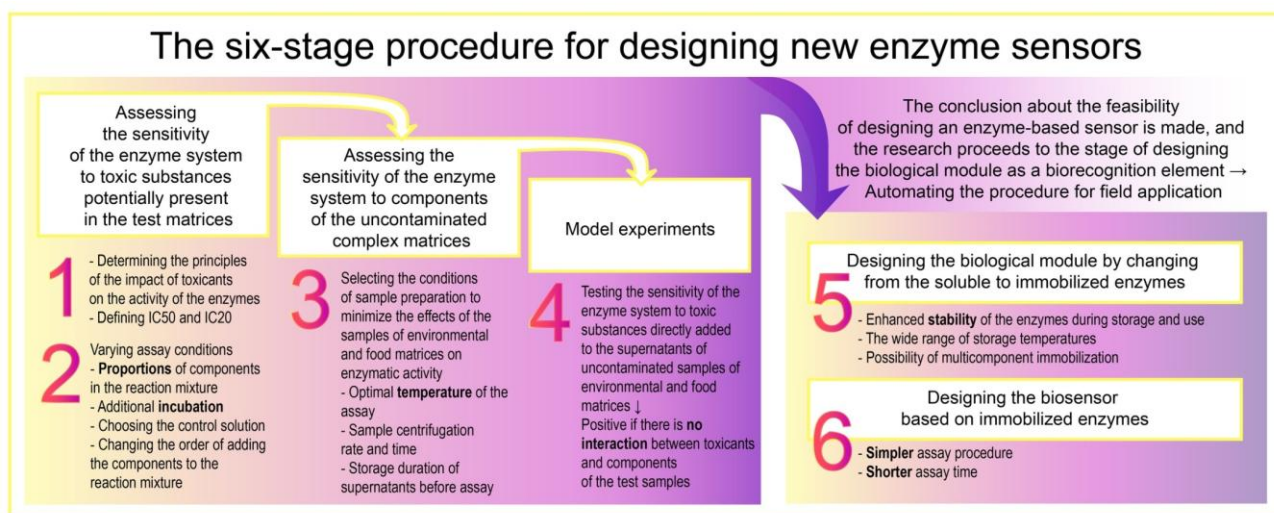 The six-stage procedure for designing new enzyme sensors
Assessing
the sensitivity
of the enzyme system
to toxic substances
potentially present
in the test matrices
1
- Determining the principles
of the impact of toxicants
on the activity of the enzymes
- Defining IC50 and IC20
2
Varying assay conditions
- Proportions of components
in the reaction mixture
- Additional incubation
- Choosing the control solution
- Changing the order of adding
the components to the
reaction mixture
Assessing the
sensitivity of the enzyme
system to components
of the uncontaminated
complex matrices
3
Selecting the conditions
of sample preparation to
minimize the effects of the
samples of environmental
and food matrices on
enzymatic activity
- Optimal temperature of the
assay
- Sample centrifugation
rate and time
- Storage duration of
supernatants before assay
Model experiments
4
Testing the sensitivity of the
enzyme system to toxic
substances directly added
to the supernatants of
uncontaminated samples of
environmental and food
matrices ↓
Positive if there is no
interaction between toxicants
and components
of the test samples
The conclusion about the feasibility
of designing an enzyme-based sensor is made, and
the research proceeds to the stage of designing
the biological module as a biorecognition element →
Automating the procedure for field application
5
Designing the biological module by changing
from the soluble to immobilized enzymes
- Enhanced stability of the enzymes during storage and use
- The wide range of storage temperatures
- Possibility of multicomponent immobilization
6
Designing the biosensor
based on immobilized enzymes
- Simpler assay procedure
- Shorter assay time